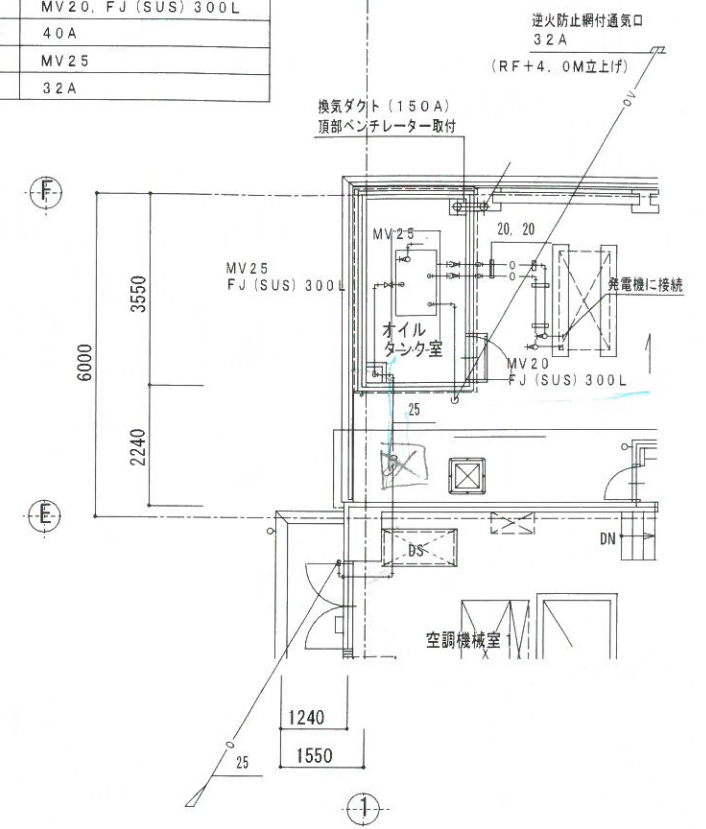 MV20, FJ(SUS)300L
40A
MV25
32A
逆火防止網付通気口
32A
(RF+4.0M立上げ)
換気ダクト(150A)
頂部ベンチレーター取付
OV
F
MV25
20, 20
MV25
FJ(SUS)300L
発電機に接続
3550
オイル
タンク室
6000
MV20
FJ(SUS)300L
25
2240
E
DS
DN
空調機械室1
1240
O
25
1550
1